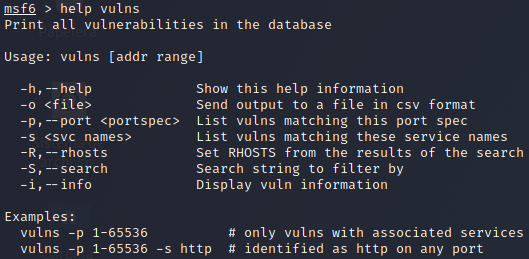 msf6 > help vulns
Print all vulnerabilities in the database

Usage: vulns [addr range]

  -h,--help             Show this help information
  -o <file>             Send output to a file in csv format
  -p,--port <portspec>  List vulns matching this port spec
  -s <svc names>        List vulns matching these service names
  -R,--rhosts           Set RHOSTS from the results of the search
  -S,--search           Search string to filter by
  -i,--info             Display vuln information

Examples:
  vulns -p 1-65536          # only vulns with associated services
  vulns -p 1-65536 -s http  # identified as http on any port